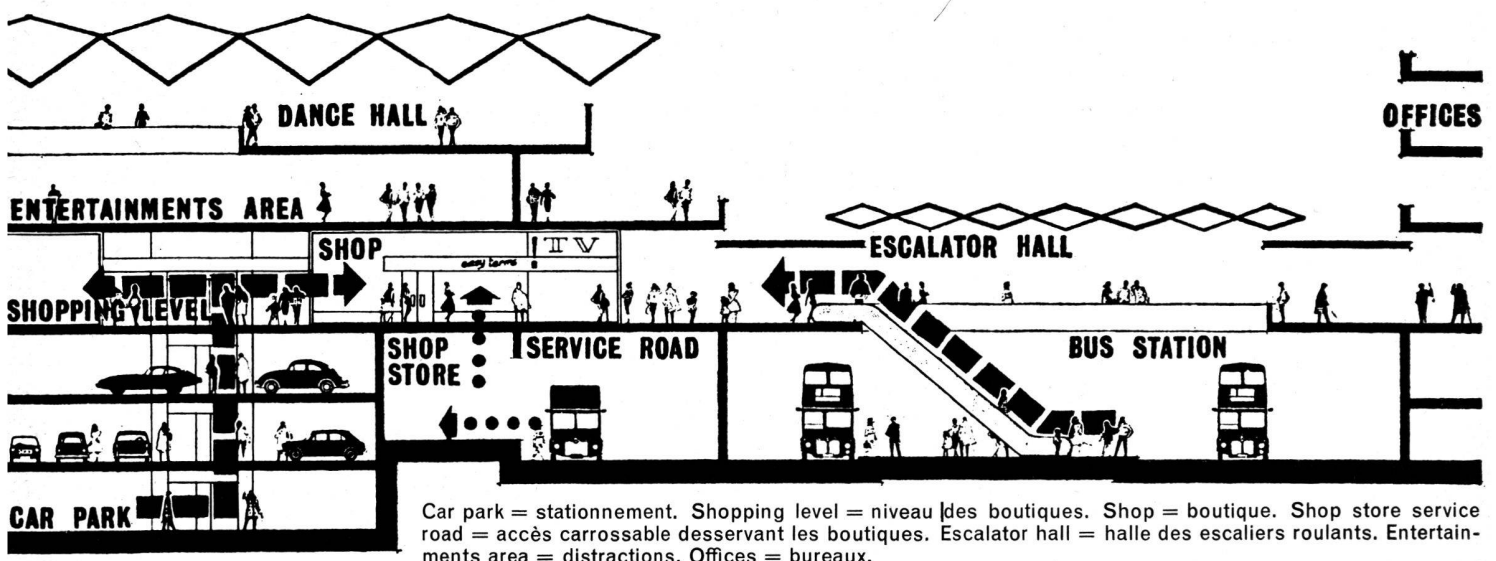 DANCE HALL
OFFICES
ENTERTAINMENTS AREA
SHOP
! TV
easy terms
ESCALATOR HALL
SHOPPING LEVEL
SHOP
STORE
SERVICE ROAD
BUS STATION
CAR PARK
Car park = stationnement. Shopping level = niveau des boutiques. Shop = boutique. Shop store service
road = accès carrossable desservant les boutiques. Escalator hall = halle des escaliers roulants. Entertain-
ments area = distractions. Offices = bureaux.